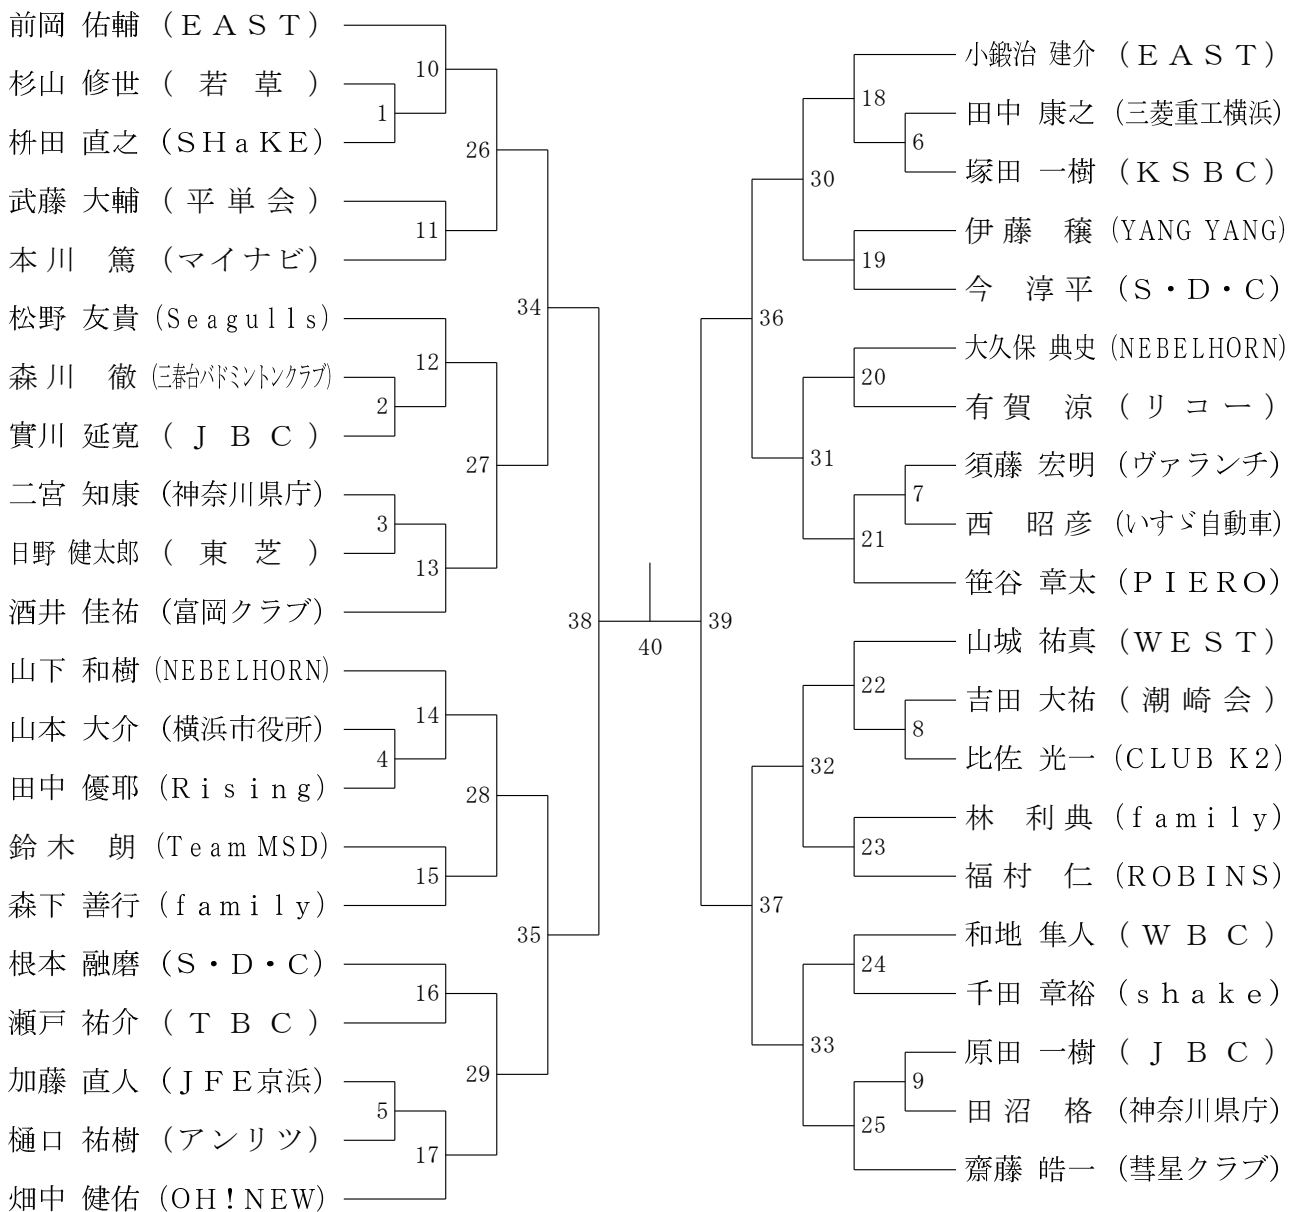 前岡 佑輔 (EAST)
杉山 修世 (若草)
枡田 直之 (SHaKE)
武藤 大輔 (平単会)
本川 篤 (マイナビ)
松野 友貴 (Seagulls)
森川 徹 (三春台バドミントンクラブ)
實川 延寛 (JBC)
二宮 知康 (神奈川県庁)
日野 健太郎 (東芝)
酒井 佳祐 (富岡クラブ)
山下 和樹 (NEBELHORN)
山本 大介 (横浜市役所)
田中 優耶 (Rising)
鈴木 朗 (Team MSD)
森下 善行 (family)
根本 融磨 (S・D・C)
瀬戸 祐介 (TBC)
加藤 直人 (JFE京浜)
樋口 祐樹 (アンリツ)
畑中 健佑 (OH!NEW)
1
2
3
4
5
10
11
12
13
14
15
16
17
26
27
28
29
34
35
38
40
39
36
37
30
31
32
33
18
19
20
21
22
23
24
25
6
7
8
9
小鍛治 建介 (EAST)
田中 康之 (三菱重工横浜)
塚田 一樹 (KSBC)
伊藤 穣 (YANG YANG)
今 淳平 (S・D・C)
大久保 典史 (NEBELHORN)
有賀 涼 (リコー)
須藤 宏明 (ヴァランチ)
西 昭彦 (いすゞ自動車)
笹谷 章太 (PIERO)
山城 祐真 (WEST)
吉田 大祐 (潮崎会)
比佐 光一 (CLUB K2)
林 利典 (family)
福村 仁 (ROBINS)
和地 隼人 (WBC)
千田 章裕 (shake)
原田 一樹 (JBC)
田沼 格 (神奈川県庁)
齋藤 皓一 (彗星クラブ)